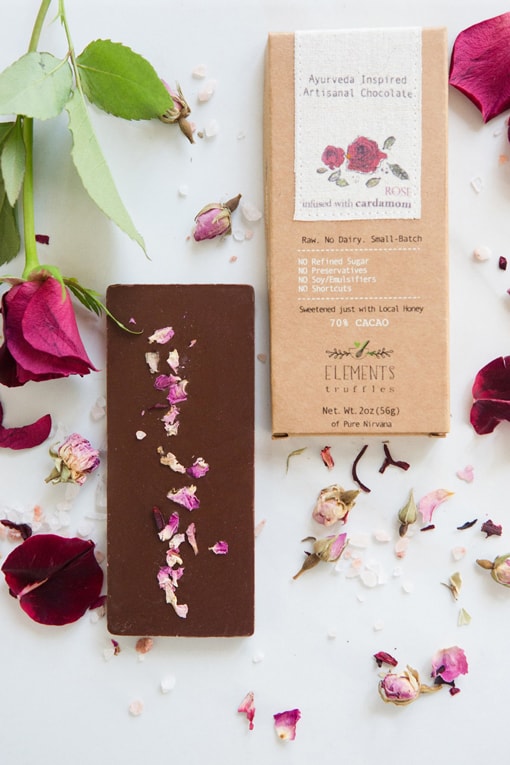 Ayurveda Inspired
Artisanal Chocolate
ROSE
infused with cardamom
Raw. No Dairy. Small-Batch
NO Refined Sugar
NO Preservatives
NO Soy/Emulsifiers
NO Shortcuts
Sweetened just with Local Honey
70% CACAO
ELEMENTS
truffles
Net. Wt. 2oz (56g)
of Pure Nirvana